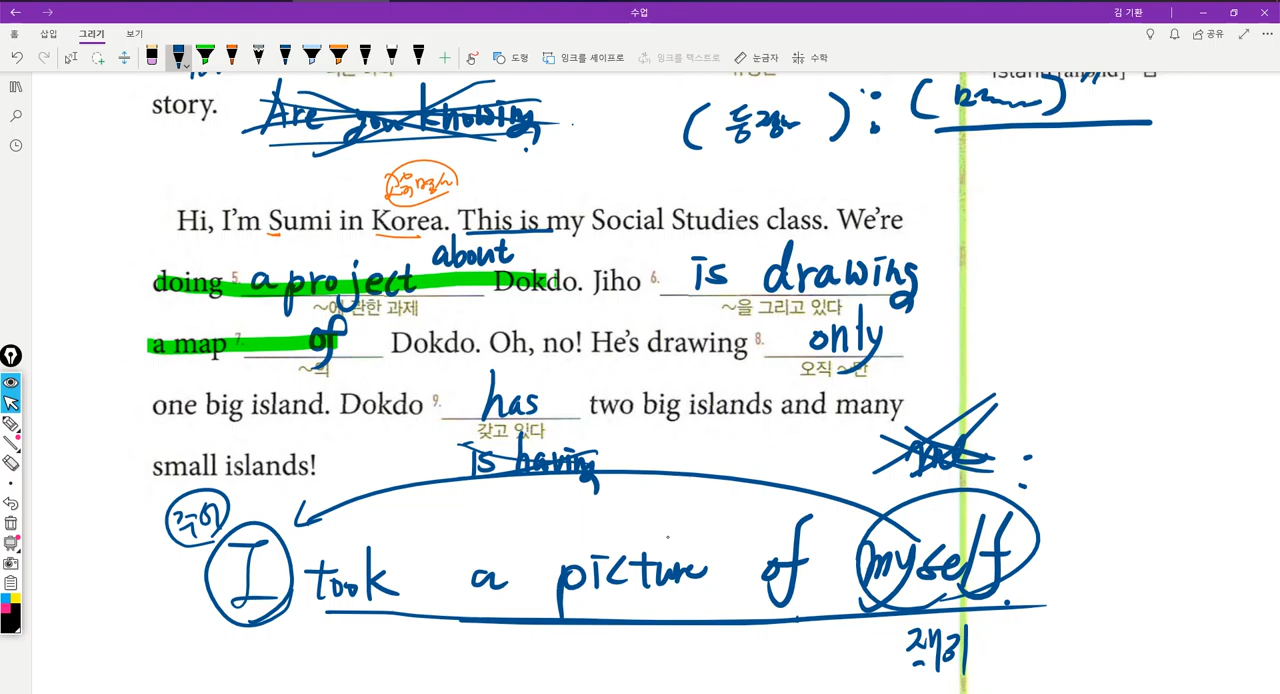 수업
김 기환
홈 삽입 그리기 보기
공유
도형 잉크를 셰이프로 잉크를 텍스트로 눈금자 수학
story. Are you knowing
Hi, I'm Sumi in Korea. This is my Social Studies class. We're
about
doing 5. a project Dokdo. Jiho 6. is drawing
~에 관한 과제 ~을 그리고 있다
a map 7. of Dokdo. Oh, no! He's drawing 8. only
~의 오직 ~만
one big island. Dokdo 9. has two big islands and many
갖고 있다
small islands! is having
주어
I took a picture of myself.
재귀